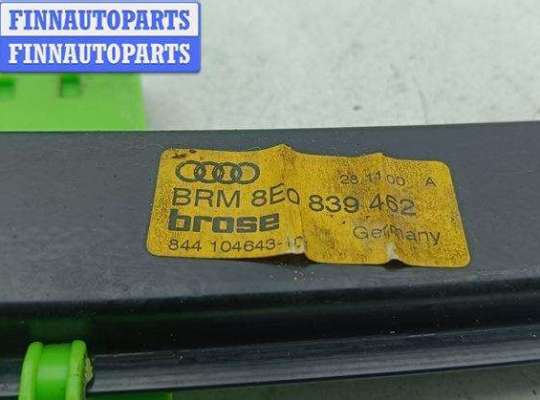 FINNAUTOPARTS
FINNAUTOPARTS
28.11.00 A
BRM 8E0 839 462
brose Germany
844 104643-10